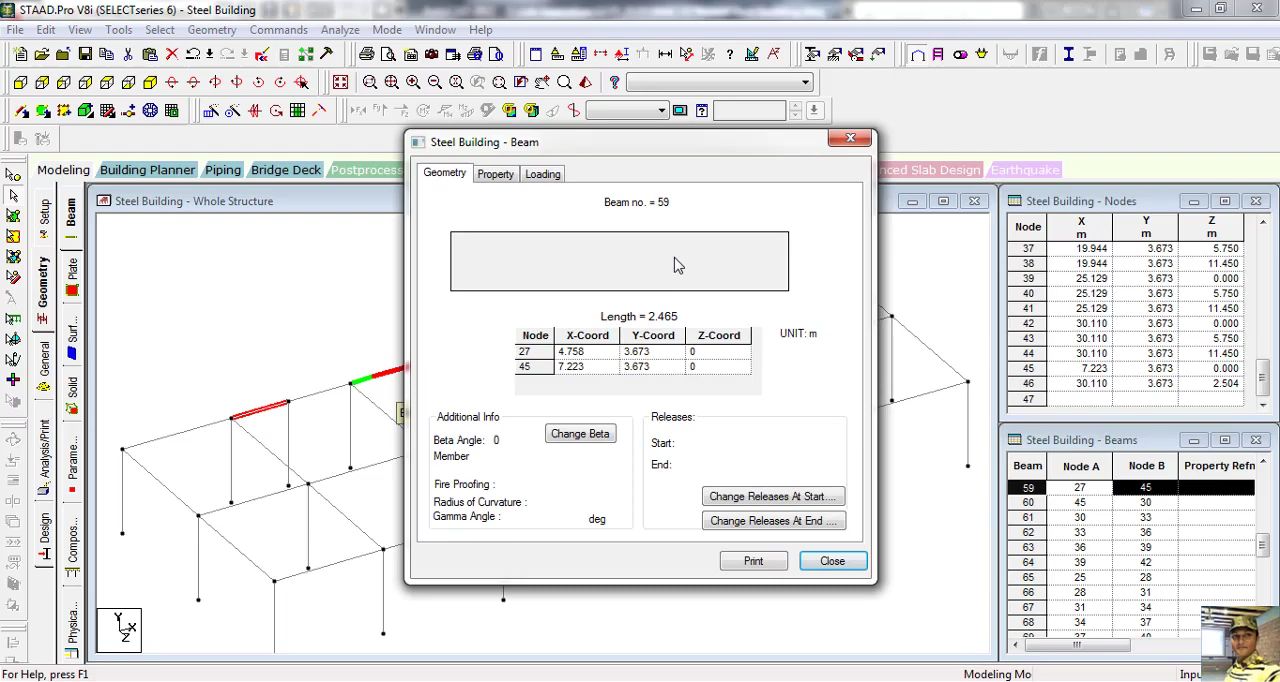 STAAD.Pro V8i (SELECTseries 6) - Steel Building
File Edit View Tools Select Geometry Commands Analyze Mode Window Help
Modeling Building Planner Piping Bridge Deck Postprocess
nced Slab Design Earthquake
Steel Building - Whole Structure
Setup
Geometry
General
Analysis/Print
Design
Beam
Plate
Surf...
Solid
Parame...
Compos...
Physica...
Y
X
Z
Steel Building - Beam
Geometry Property Loading
Beam no. = 59
Length = 2.465
Node X-Coord Y-Coord Z-Coord
UNIT: m
27 4.758 3.673 0
45 7.223 3.673 0
Additional Info
Beta Angle: 0
Change Beta
Member
Fire Proofing :
Radius of Curvature :
Gamma Angle : deg
Releases:
Start:
End:
Change Releases At Start....
Change Releases At End ....
Print Close
Steel Building - Nodes
Node X m Y m Z m
37 19.944 3.673 5.750
38 19.944 3.673 11.450
39 25.129 3.673 0.000
40 25.129 3.673 5.750
41 25.129 3.673 11.450
42 30.110 3.673 0.000
43 30.110 3.673 5.750
44 30.110 3.673 11.450
45 7.223 3.673 0.000
46 30.110 3.673 2.504
47
Steel Building - Beams
Beam Node A Node B Property Refn
59 27 45
60 45 30
61 30 33
62 33 36
63 36 39
64 39 42
65 25 28
66 28 31
67 31 34
68 34 37
For Help, press F1
Modeling Mo
Inpu